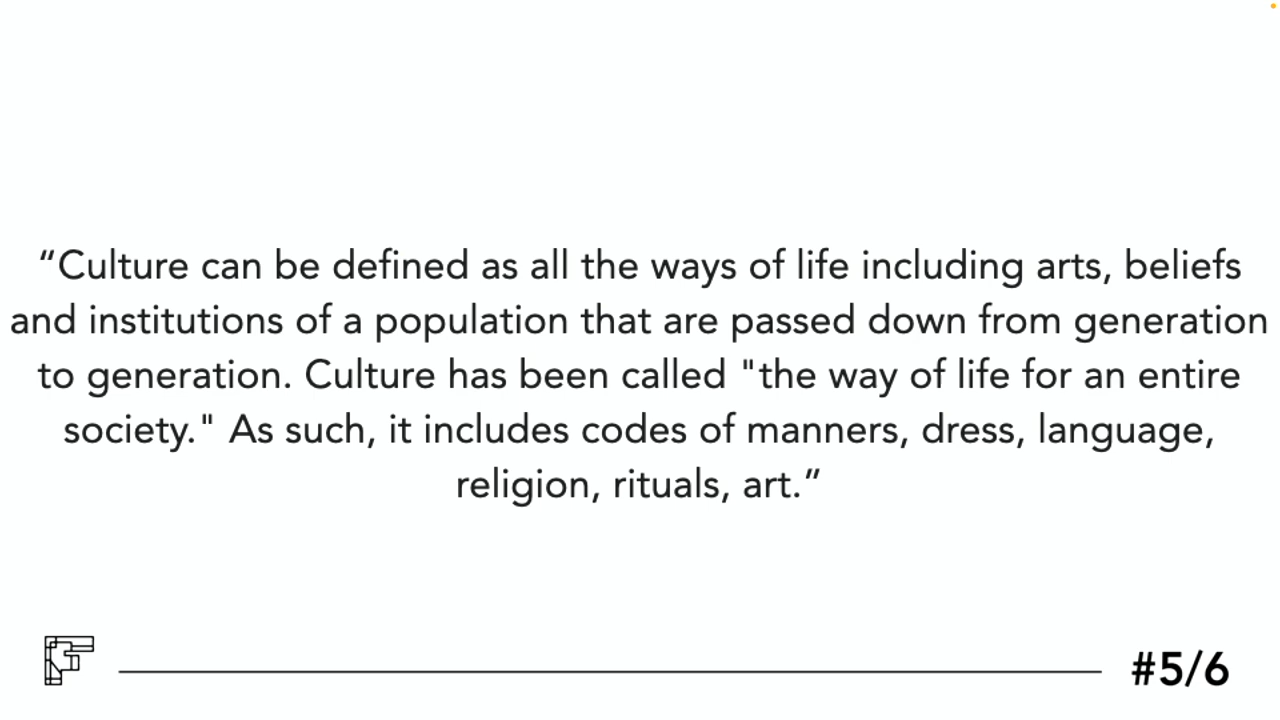 “Culture can be defined as all the ways of life including arts, beliefs
and institutions of a population that are passed down from generation
to generation. Culture has been called "the way of life for an entire
society." As such, it includes codes of manners, dress, language,
religion, rituals, art.”
#5/6